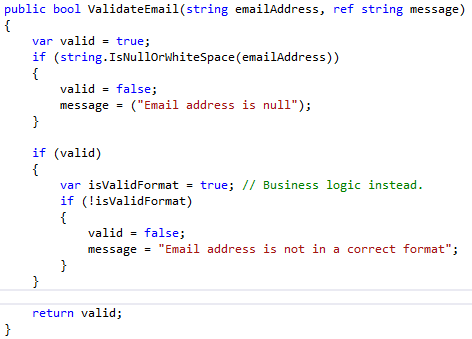 public bool ValidateEmail(string emailAddress, ref string message)
{
    var valid = true;
    if (string.IsNullOrWhiteSpace(emailAddress))
    {
        valid = false;
        message = ("Email address is null");
    }

    if (valid)
    {
        var isValidFormat = true; // Business logic instead.
        if (!isValidFormat)
        {
            valid = false;
            message = "Email address is not in a correct format";
        }
    }

    return valid;
}